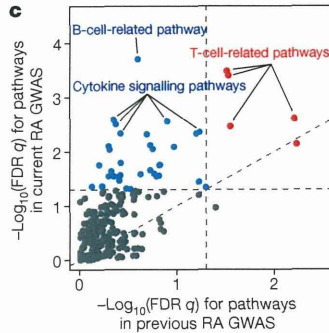 c
B-cell-related pathway
T-cell-related pathways
Cytokine signalling pathways
4
3
2
1
0
–Log₁₀(FDR q) for pathways
in current RA GWAS
0
1
2
–Log₁₀(FDR q) for pathways
in previous RA GWAS